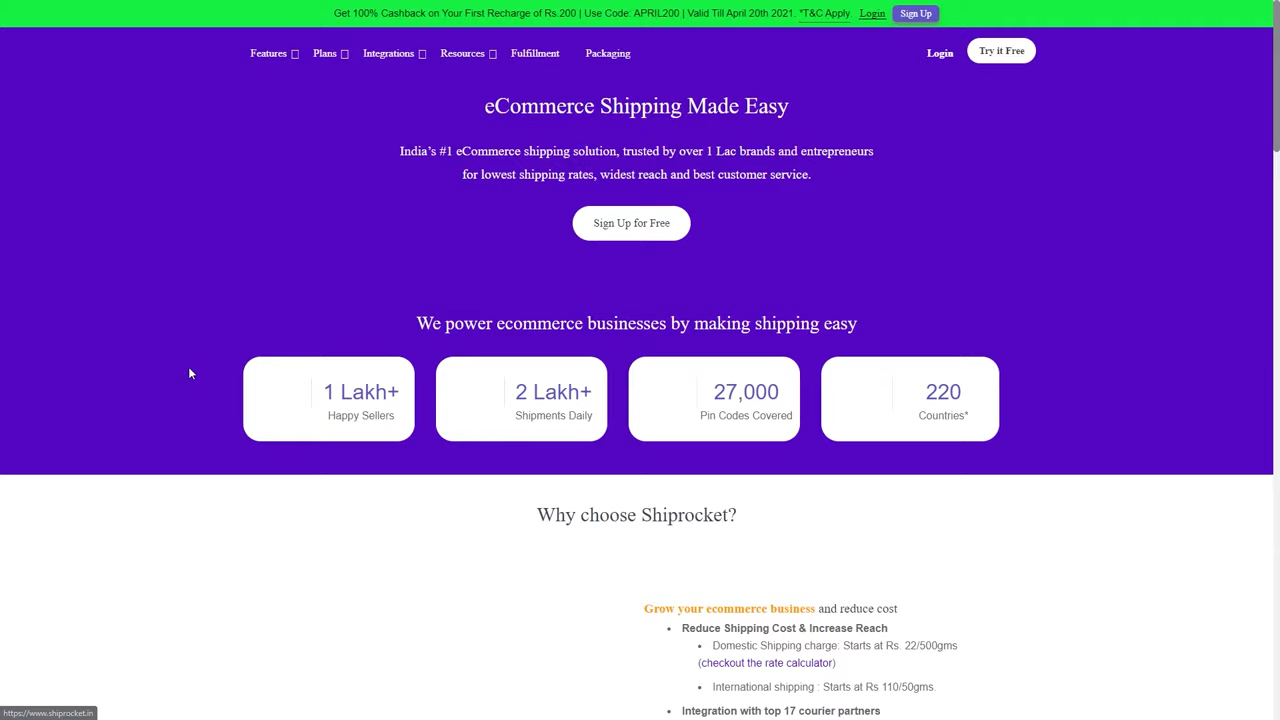 Get 100% Cashback on Your First Recharge of Rs.200 | Use Code: APRIL200 | Valid Till April 20th 2021. *T&C Apply. Login Sign Up
Features Plans Integrations Resources Fulfillment Packaging Login Try it Free
eCommerce Shipping Made Easy
India's #1 eCommerce shipping solution, trusted by over 1 Lac brands and entrepreneurs
for lowest shipping rates, widest reach and best customer service.
Sign Up for Free
We power ecommerce businesses by making shipping easy
1 Lakh+
Happy Sellers
2 Lakh+
Shipments Daily
27,000
Pin Codes Covered
220
Countries*
Why choose Shiprocket?
Grow your ecommerce business and reduce cost
• Reduce Shipping Cost & Increase Reach
• Domestic Shipping charge: Starts at Rs. 22/500gms
(checkout the rate calculator)
• International shipping : Starts at Rs 110/50gms.
• Integration with top 17 courier partners
https://www.shiprocket.in